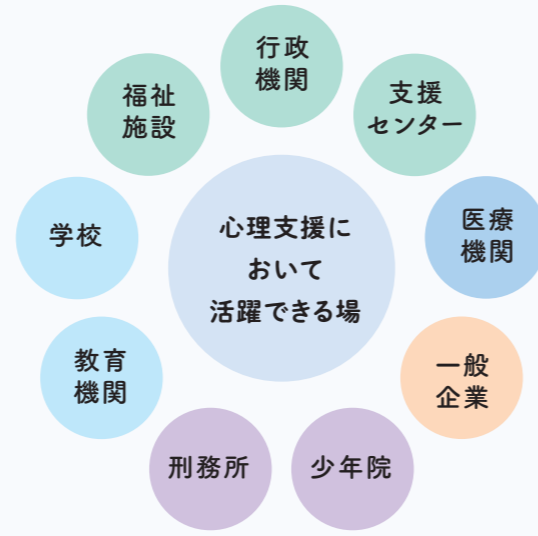 行政
機関
支援
センター
医療
機関
一般
企業
少年院
刑務所
教育
機関
学校
福祉
施設
心理支援に
おいて
活躍できる場